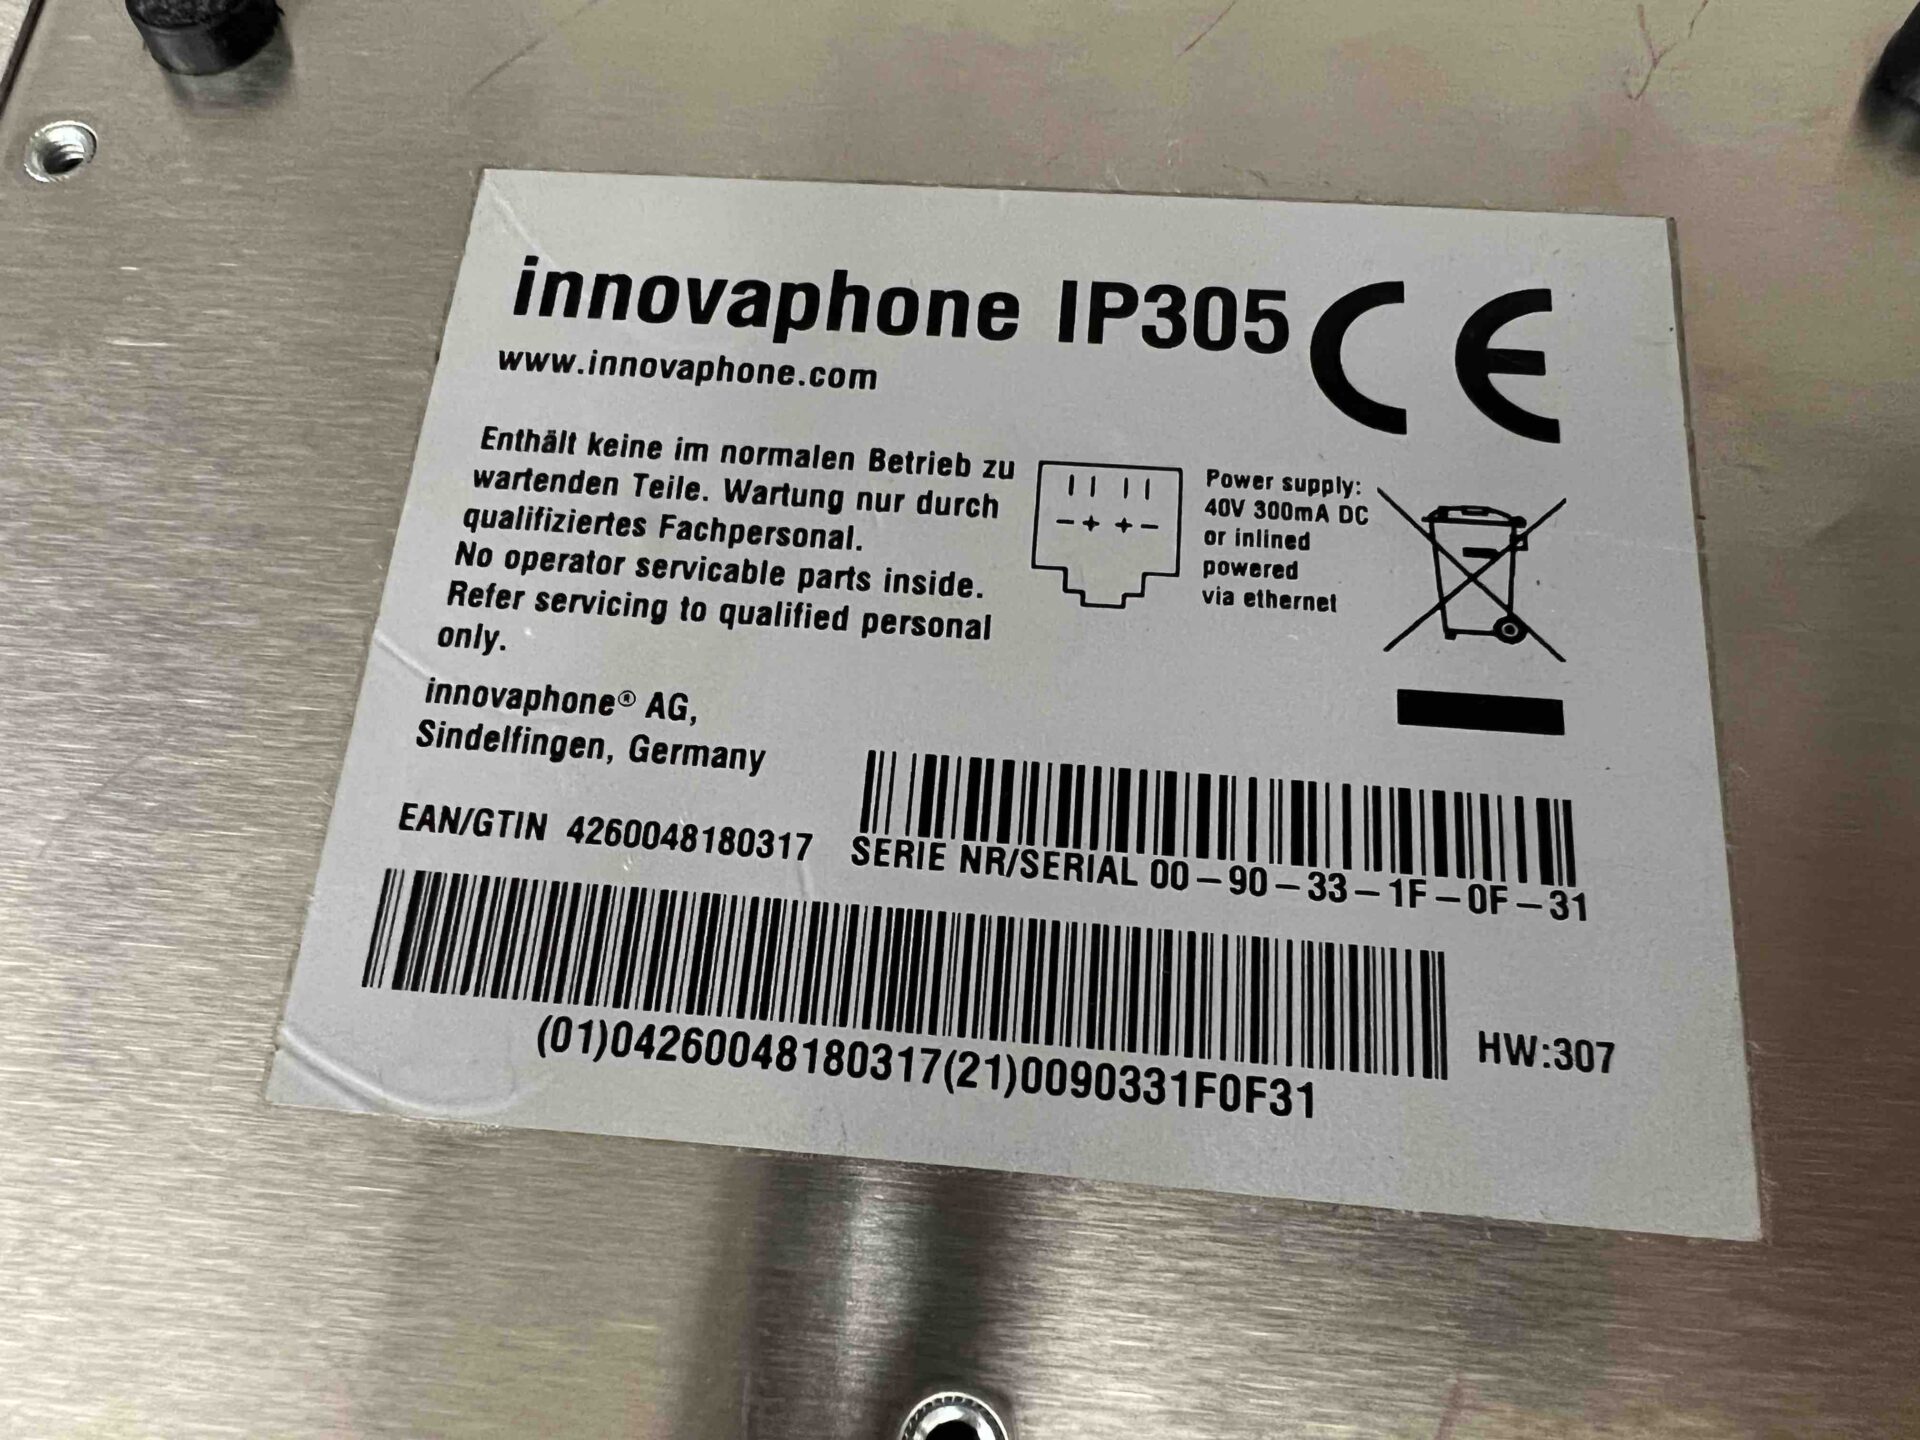 innovaphone IP305 CE
www.innovaphone.com
Enthält keine im normalen Betrieb zu
wartenden Teile. Wartung nur durch
qualifiziertes Fachpersonal.
No operator servicable parts inside.
Refer servicing to qualified personal
only.
− + + −
Power supply:
40V 300mA DC
or inlined
powered
via ethernet
innovaphone® AG,
Sindelfingen, Germany
EAN/GTIN 4260048180317
SERIE NR/SERIAL 00-90-33-1F-0F-31
(01)04260048180317(21)0090331F0F31
HW:307